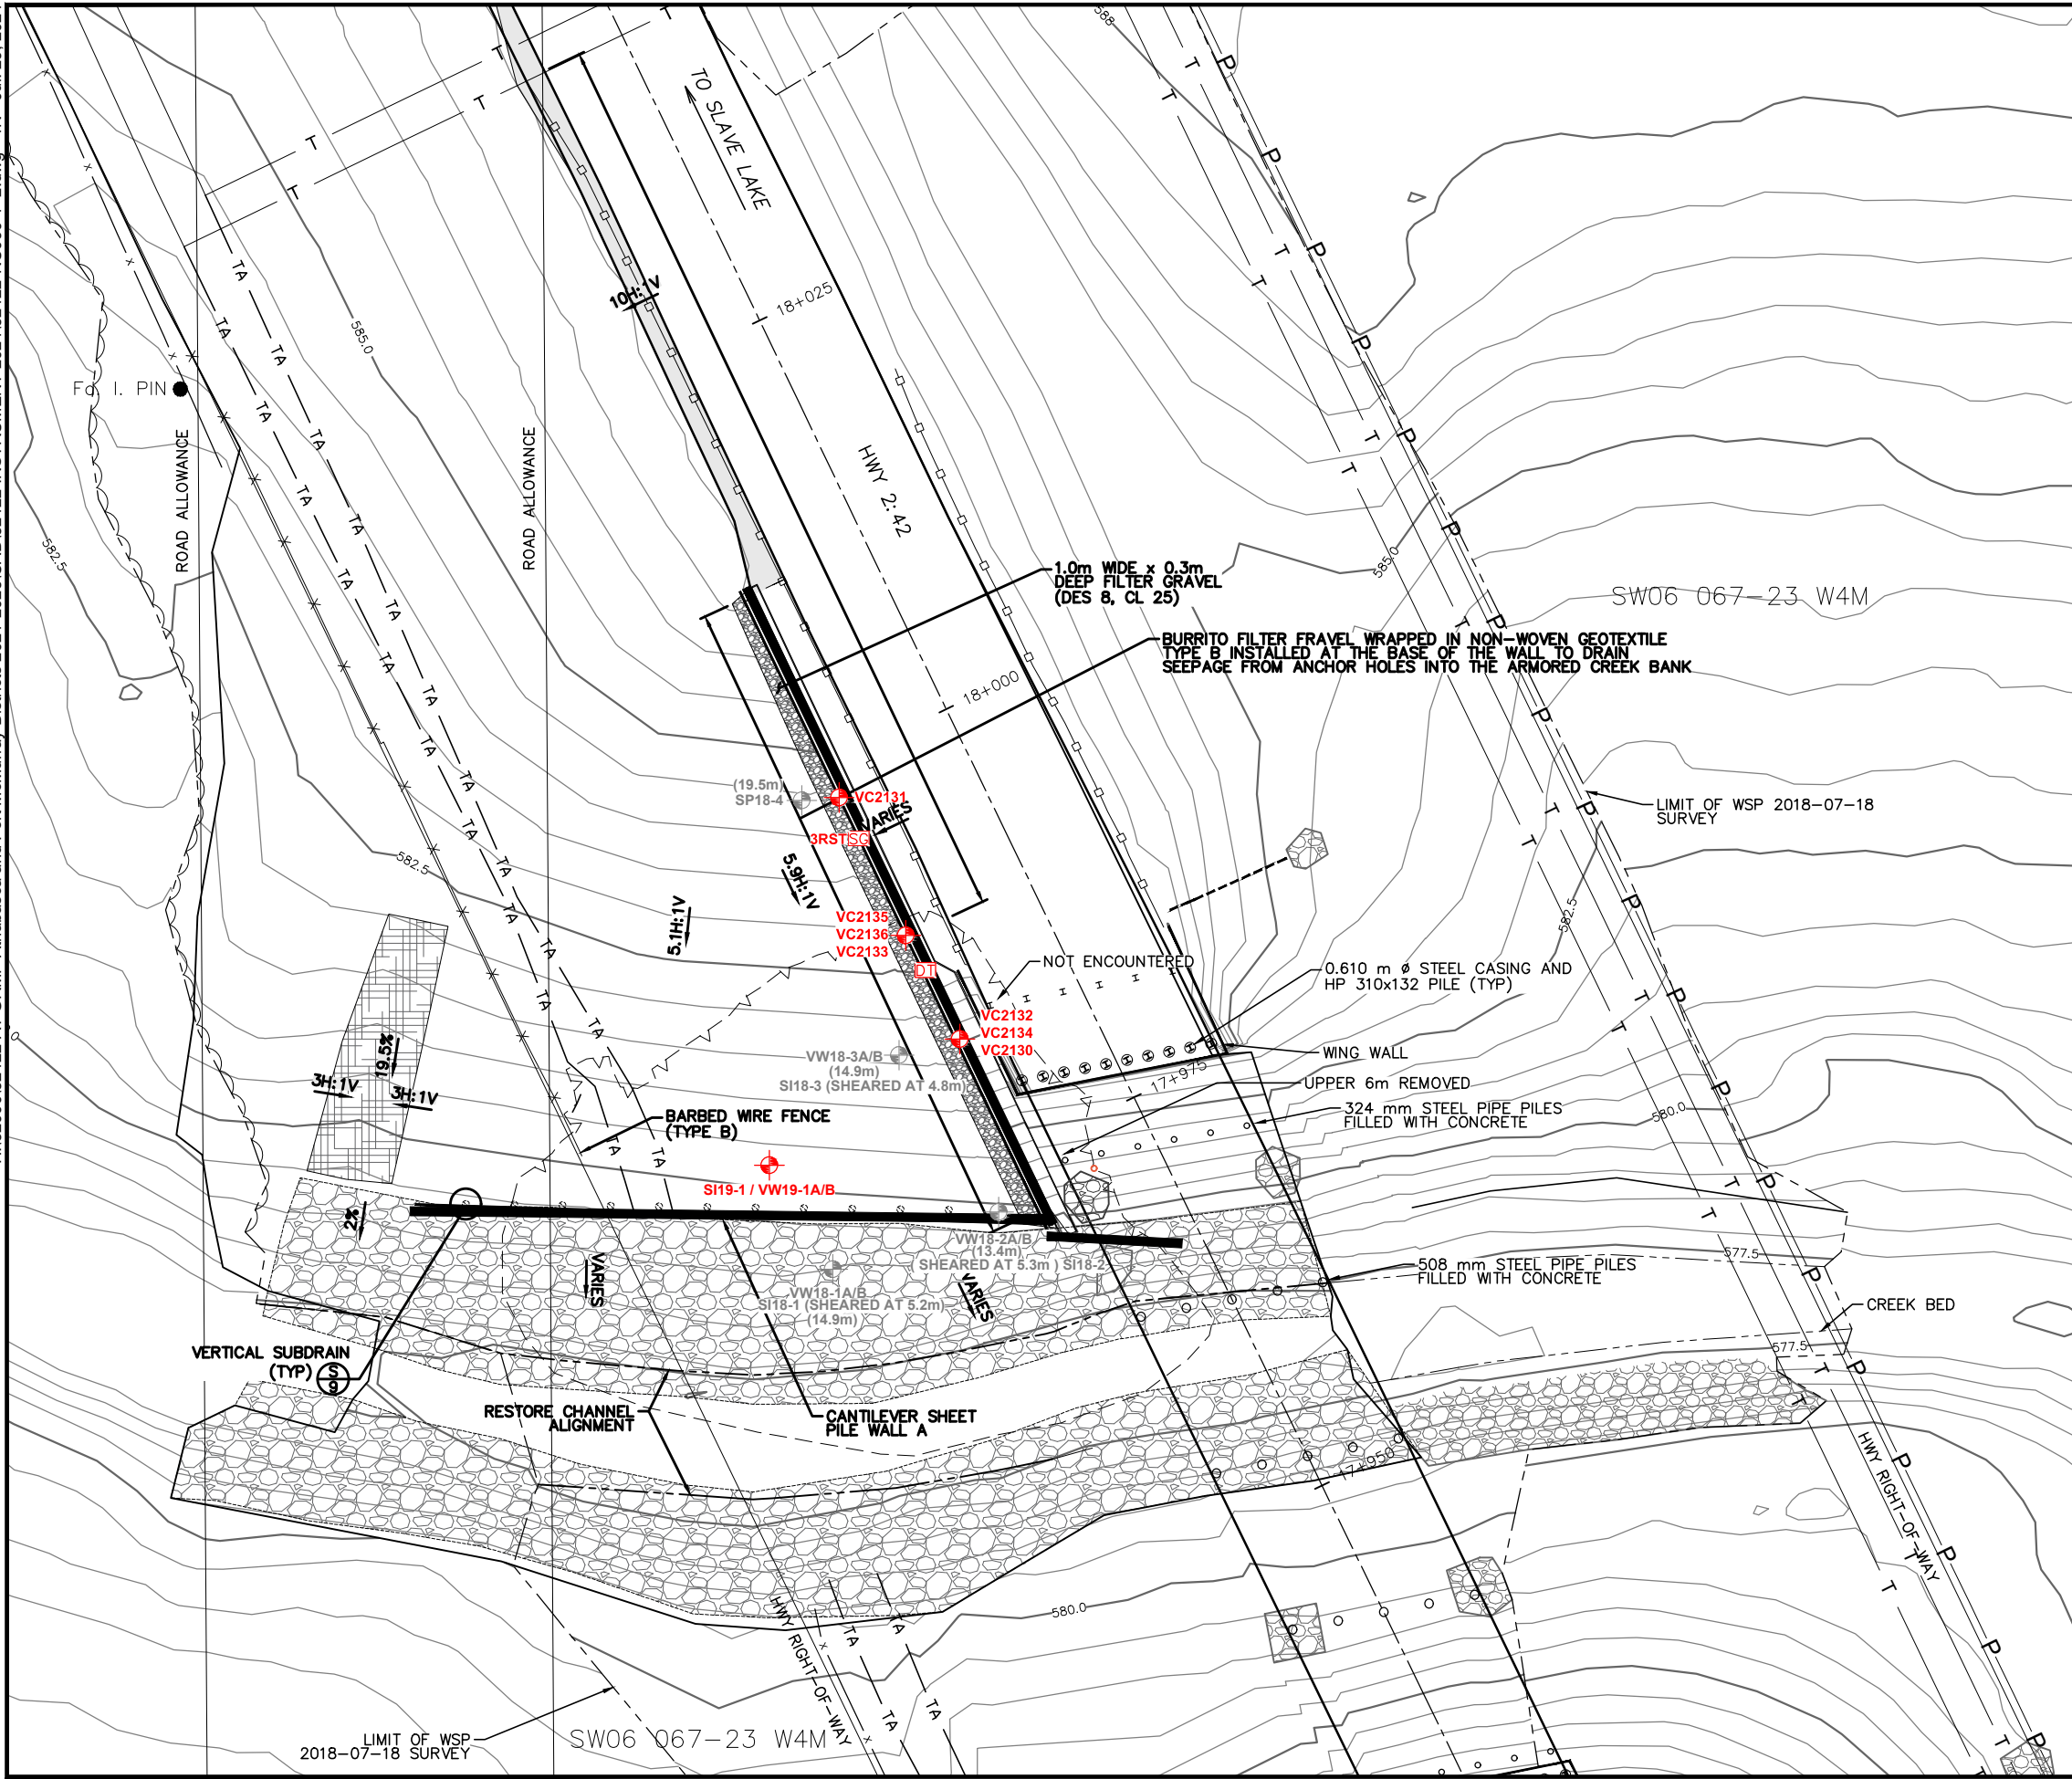 588
TO SLAVE LAKE
18+025
10H:1V
585.0
Fd. I. PIN
ROAD ALLOWANCE
ROAD ALLOWANCE
HWY 2:42
582.5
1.0m WIDE x 0.3m
DEEP FILTER GRAVEL
(DES 8, CL 25)
585.0
SW06 067-23 W4M
BURRITO FILTER FRAVEL WRAPPED IN NON-WOVEN GEOTEXTILE
TYPE B INSTALLED AT THE BASE OF THE WALL TO DRAIN
SEEPAGE FROM ANCHOR HOLES INTO THE ARMORED CREEK BANK
18+000
(19.5m)
SP18-4
VC2131
VARIES
3RST SG
LIMIT OF WSP 2018-07-18
SURVEY
582.5
5.9H:1V
5.1H:1V
582.5
VC2135
VC2136
VC2133
DT
NOT ENCOUNTERED
0.610 m ø STEEL CASING AND
HP 310x132 PILE (TYP)
VC2132
VC2134
VC2130
VW18-3A/B
(14.9m)
SI18-3 (SHEARED AT 4.8m)
19.5%
3H:1V
3H:1V
WING WALL
17+975
UPPER 6m REMOVED
324 mm STEEL PIPE PILES
FILLED WITH CONCRETE
580.0
BARBED WIRE FENCE
(TYPE B)
SI19-1 / VW19-1A/B
2%
VARIES
VW18-2A/B
(13.4m)
( SHEARED AT 5.3m ) SI18-2
VARIES
VW18-1A/B
SI18-1 (SHEARED AT 5.2m)
(14.9m)
577.5
508 mm STEEL PIPE PILES
FILLED WITH CONCRETE
CREEK BED
577.5
VERTICAL SUBDRAIN
(TYP)
S
9
RESTORE CHANNEL
ALIGNMENT
CANTILEVER SHEET
PILE WALL A
17+950
HWY RIGHT-OF-WAY
580.0
HWY RIGHT-OF-WAY
LIMIT OF WSP
2018-07-18 SURVEY
SW06 067-23 W4M